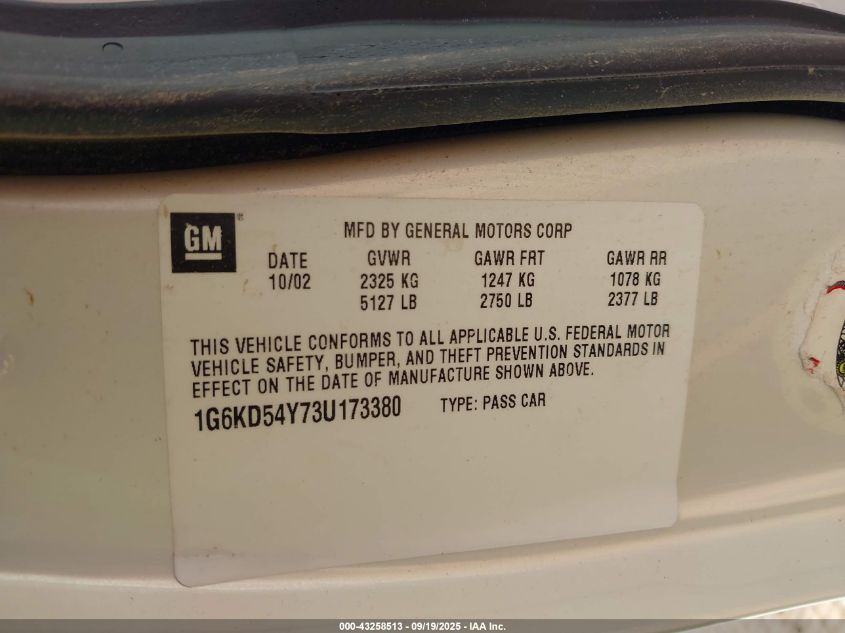 GM ®
MFD BY GENERAL MOTORS CORP
DATE GVWR GAWR FRT GAWR RR
10/02 2325 KG 1247 KG 1078 KG
5127 LB 2750 LB 2377 LB
THIS VEHICLE CONFORMS TO ALL APPLICABLE U.S. FEDERAL MOTOR
VEHICLE SAFETY, BUMPER, AND THEFT PREVENTION STANDARDS IN
EFFECT ON THE DATE OF MANUFACTURE SHOWN ABOVE.
1G6KD54Y73U173380 TYPE: PASS CAR
000-43258513 - 09/19/2025 - IAA Inc.